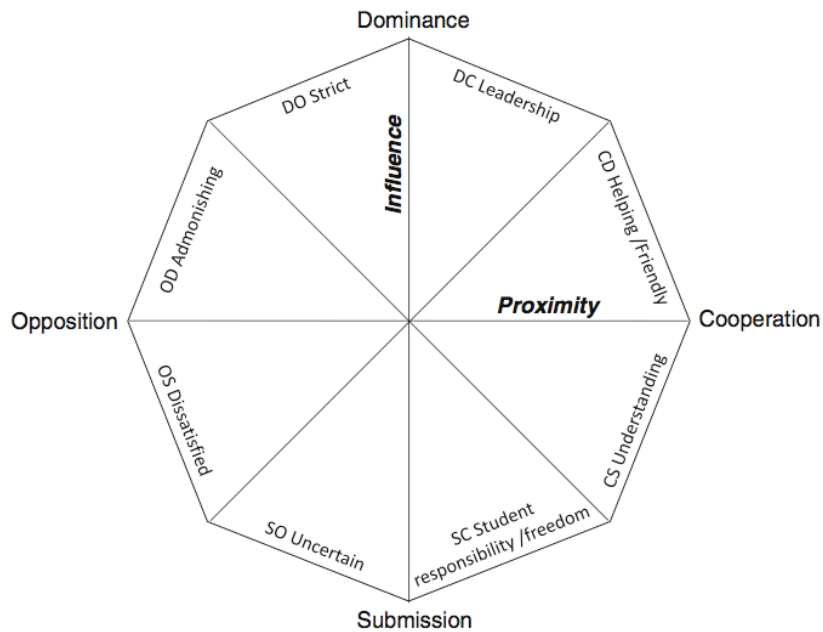 Dominance
DO Strict
DC Leadership
Influence
OD Admonishing
CD Helping /Friendly
Proximity
Opposition
Cooperation
OS Dissatisfied
CS Understanding
SO Uncertain
SC Student
responsibility /freedom
Submission